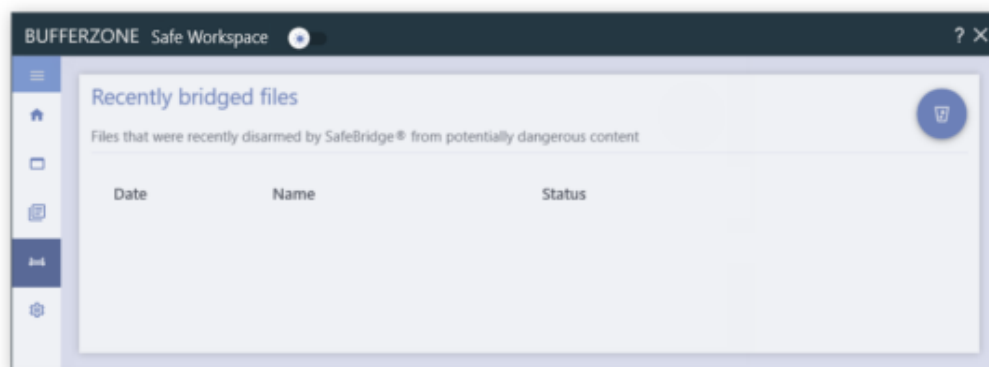 BUFFERZONE Safe Workspace ? ×
Recently bridged files
Files that were recently disarmed by SafeBridge® from potentially dangerous content
Date Name Status